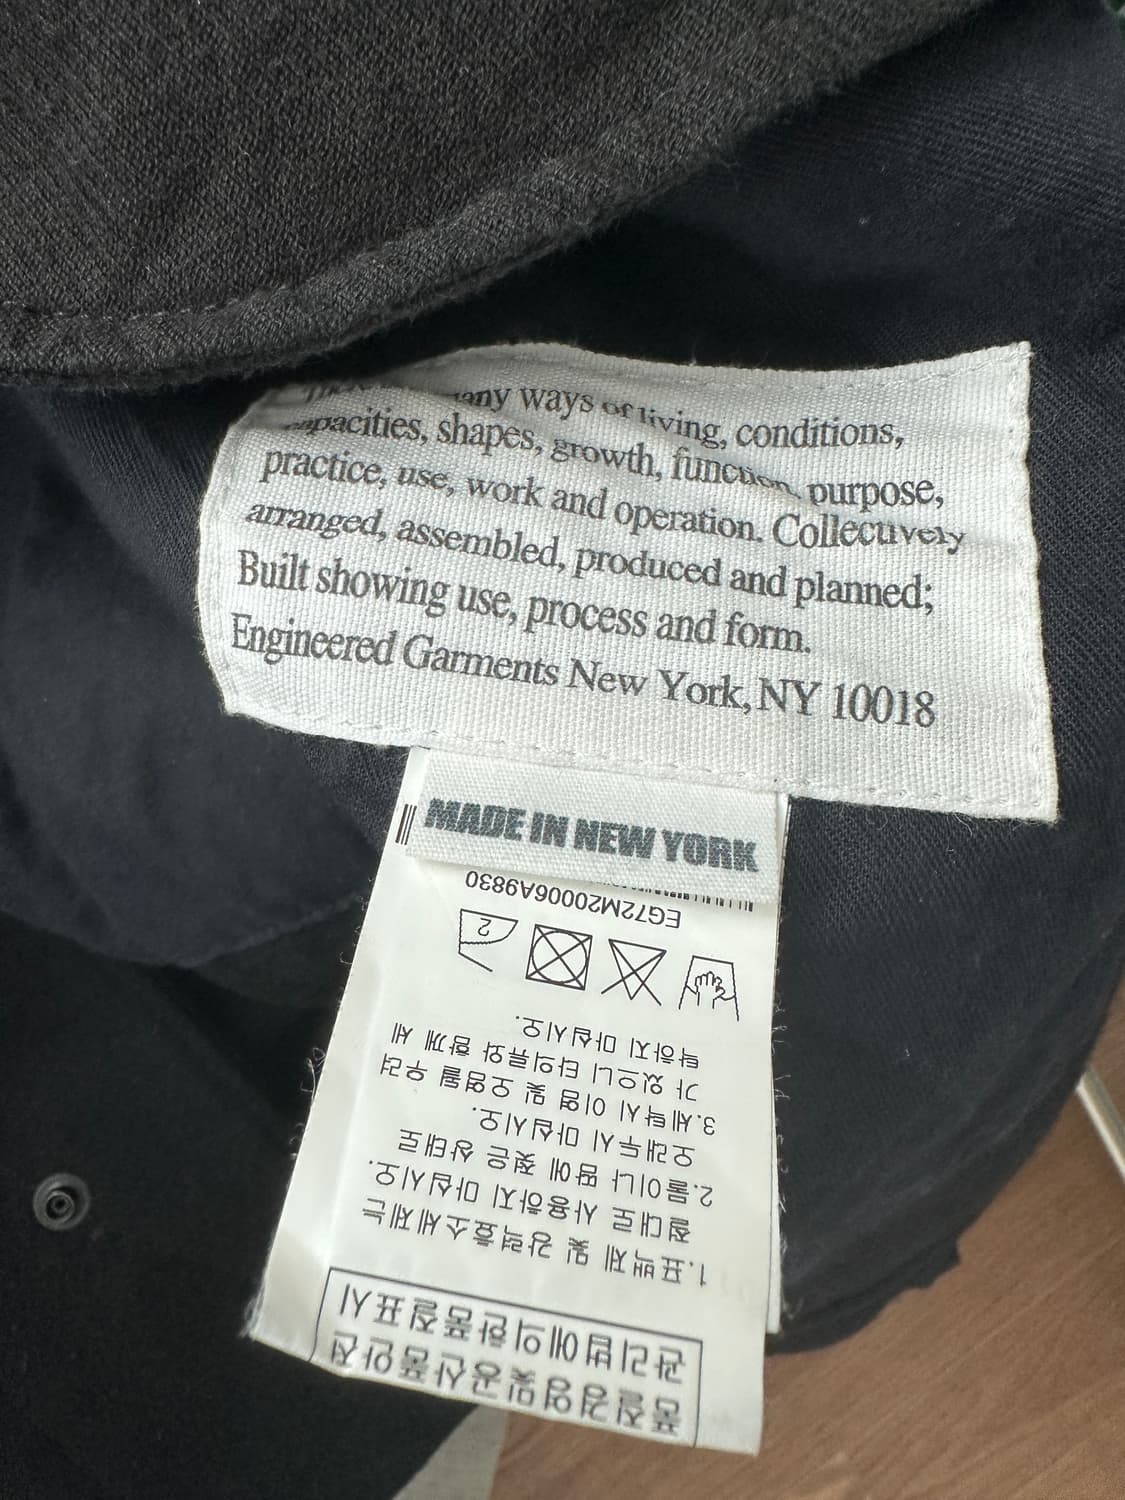 many ways of living, conditions,
capacities, shapes, growth, function, purpose,
practice, use, work and operation. Collectively
arranged, assembled, produced and planned;
Built showing use, process and form.
Engineered Garments New York, NY 10018
MADE IN NEW YORK
품질경영 및 공산품안전
관리법에의한 품질표시
1. 표백제 및 강력효소세제는
절대로 사용하지 마십시오.
2.물이나 땀에 젖은 상태로
오래두시 마십시오.
3.세탁시 이염 및 오염물 우려
가 있으니 타의류와 함께 세
탁하지 마십시오.
2
EG72M20006A9830